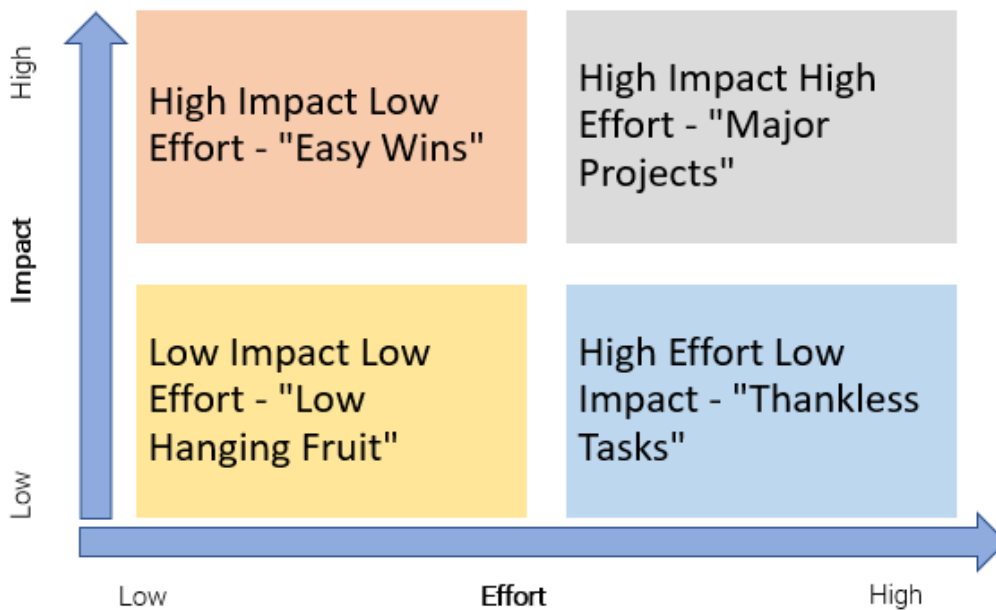 High
High Impact Low
Effort - "Easy Wins"
High Impact High
Effort - "Major
Projects"
Impact
Low Impact Low
Effort - "Low
Hanging Fruit"
High Effort Low
Impact - "Thankless
Tasks"
Low
Low
Effort
High